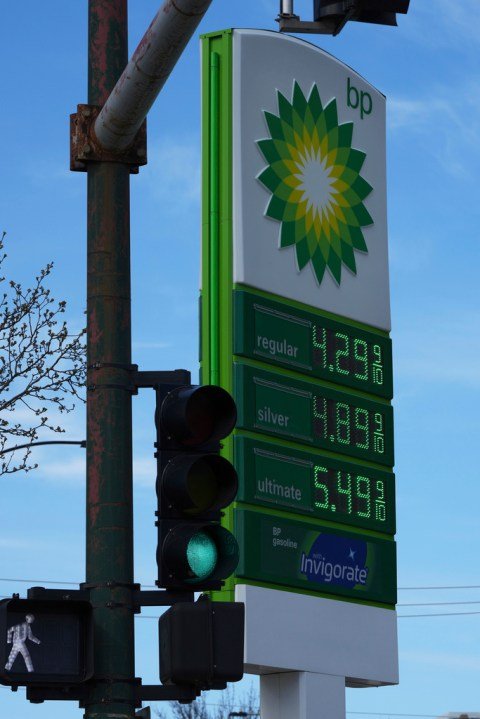 bp
regular 4.29 9/10
silver 4.89 9/10
ultimate 5.49 9/10
BP
gasoline
with
Invigorate